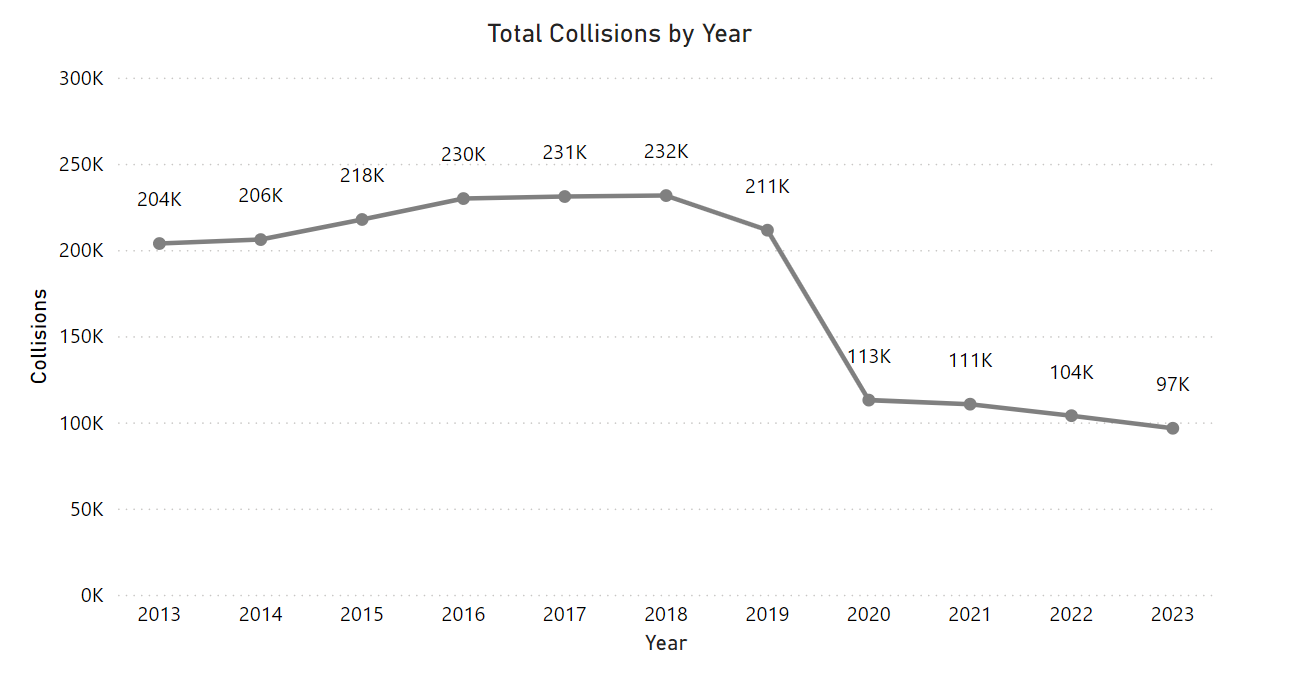 Total Collisions by Year
300K
250K
200K
150K
100K
50K
0K
Collisions
204K
206K
218K
230K
231K
232K
211K
113K
111K
104K
97K
2013 2014 2015 2016 2017 2018 2019 2020 2021 2022 2023
Year